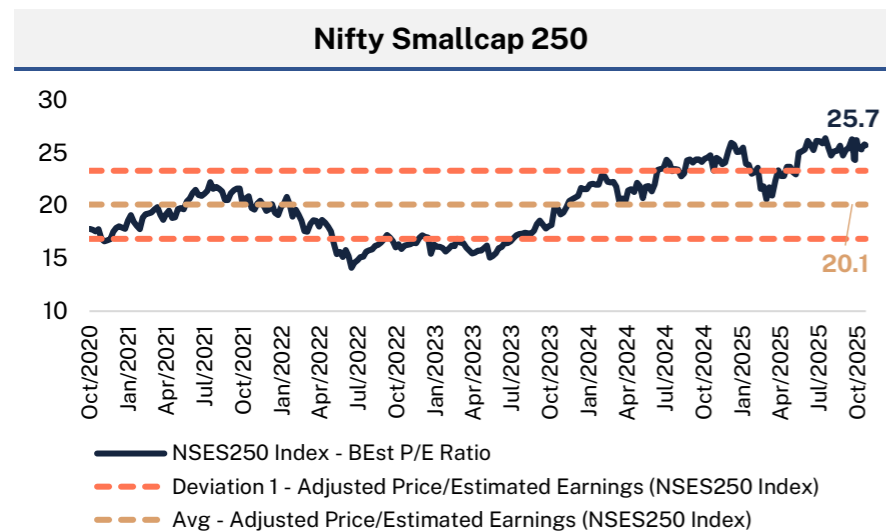 Nifty Smallcap 250
30
25
20
15
10
25.7
20.1
Oct/2020
Jan/2021
Apr/2021
Jul/2021
Oct/2021
Jan/2022
Apr/2022
Jul/2022
Oct/2022
Jan/2023
Apr/2023
Jul/2023
Oct/2023
Jan/2024
Apr/2024
Jul/2024
Oct/2024
Jan/2025
Apr/2025
Jul/2025
Oct/2025
NSES250 Index - BEst P/E Ratio
Deviation 1 - Adjusted Price/Estimated Earnings (NSES250 Index)
Avg - Adjusted Price/Estimated Earnings (NSES250 Index)